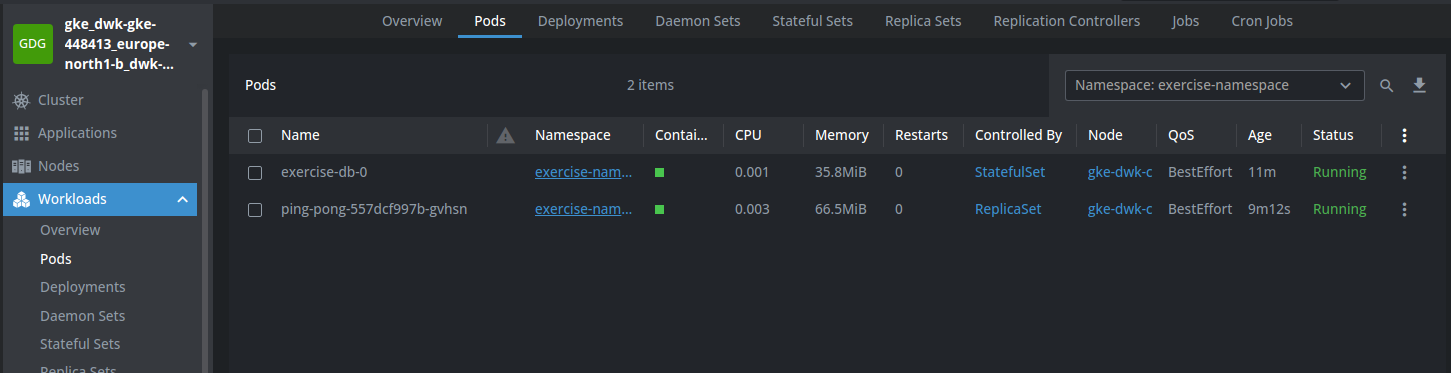 Overview Pods Deployments Daemon Sets Stateful Sets Replica Sets Replication Controllers Jobs Cron Jobs
GDG
gke_dwk-gke-
448413_europe-
north1-b_dwk-...
Cluster
Applications
Nodes
Workloads
Overview
Pods
Deployments
Daemon Sets
Stateful Sets
Replica Sets
Pods 2 items Namespace: exercise-namespace
Name Namespace Contai... CPU Memory Restarts Controlled By Node QoS Age Status
exercise-db-0 exercise-nam... 0.001 35.8MiB 0 StatefulSet gke-dwk-c BestEffort 11m Running
ping-pong-557dcf997b-gvhsn exercise-nam... 0.003 66.5MiB 0 ReplicaSet gke-dwk-c BestEffort 9m12s Running